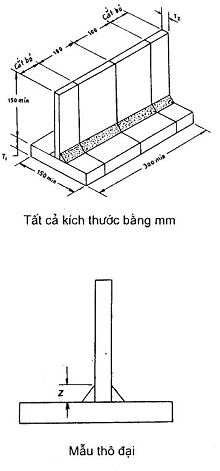 Cắt bỏ
100
100
Cắt bỏ
T₂
150 min
T₁
150 min
300 min
Tất cả kích thước bằng mm
Z
Mẫu thô đại